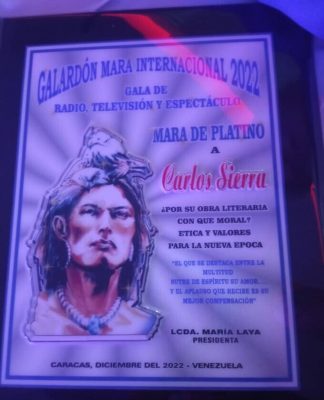 GALARDÓN MARA INTERNACIONAL 2022
GALA DE
RADIO, TELEVISIÓN Y ESPECTÁCULO
MARA DE PLATINO
A
Carlos Sierra
¿POR SU OBRA LITERARIA
CON QUE MORAL?
ETICA Y VALORES
PARA LA NUEVA EPOCA
"EL QUE SE DESTACA ENTRE LA
MULTITUD
NUTRE DE ESPÍRITU SU AMOR,
Y EL APLAUSO QUE RECIBE ES SU
MEJOR COMPENSACIÓN"
LCDA. MARIA LAYA
PRESIDENTA
CARACAS, DICIEMBRE DEL 2022 - VENEZUELA